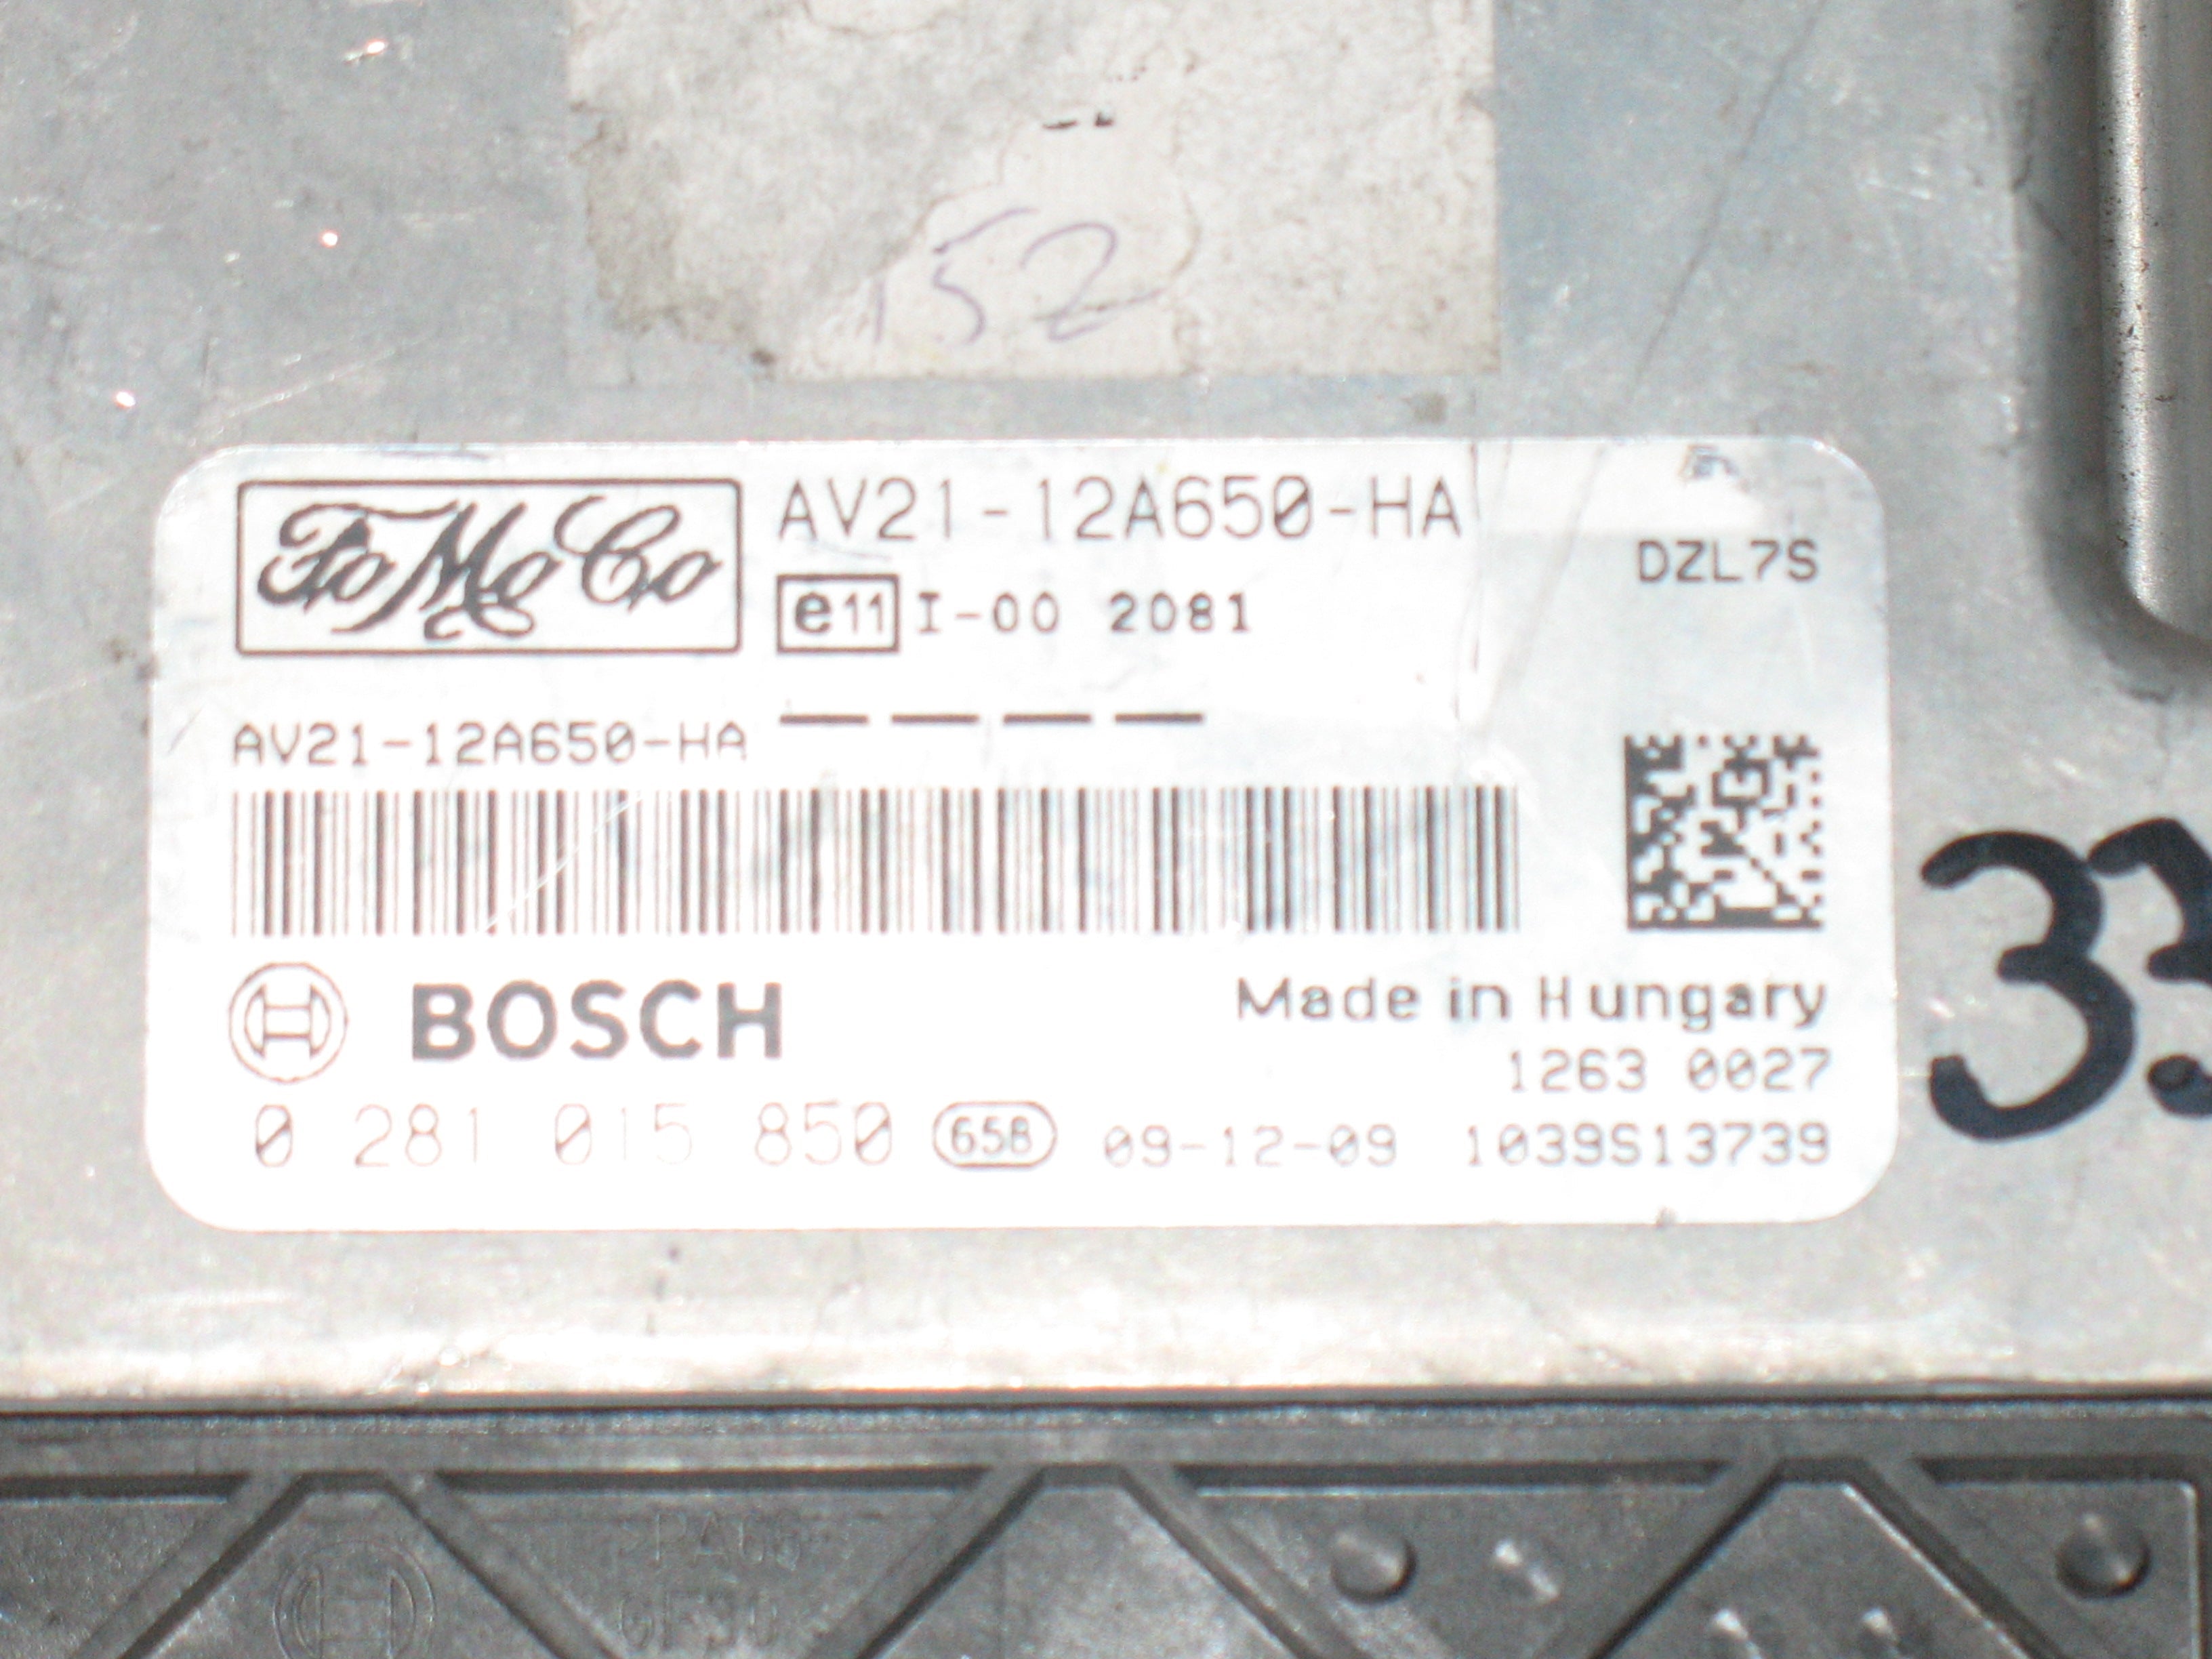 152
FoMoCo
AV21-12A650-HA
DZL7S
e11 I-00 2081
AV21-12A650-HA
BOSCH
Made in Hungary
1263 0027
0 281 015 850 658 09-12-09 1039S13739
33